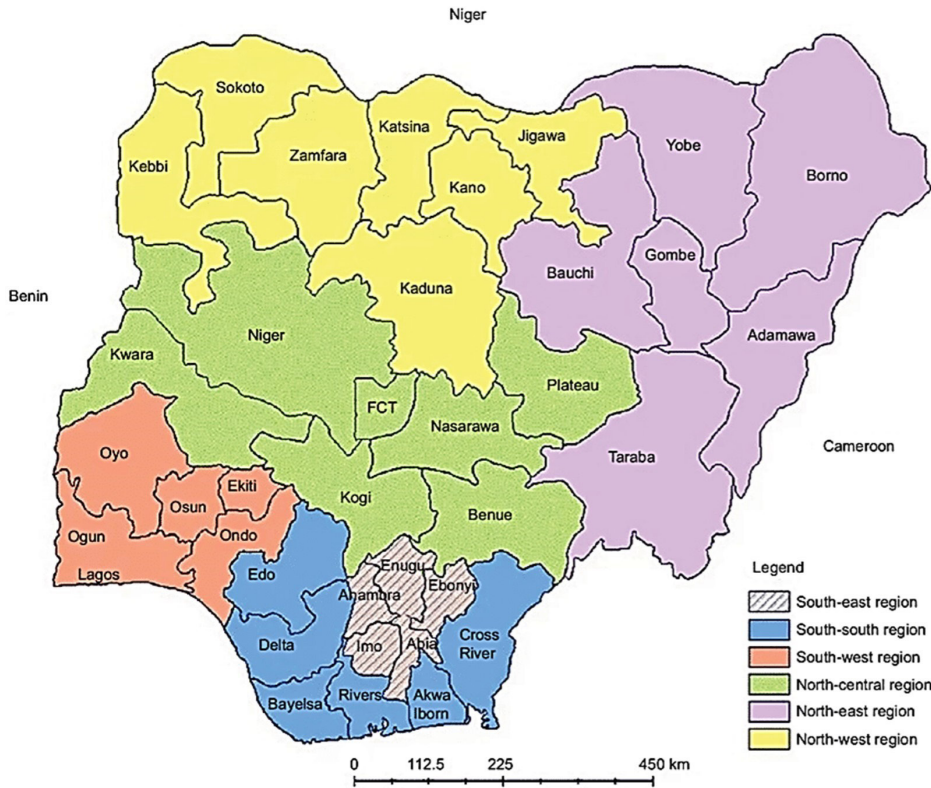 Niger
Sokoto
Katsina
Jigawa
Kebbi
Zamfara
Kano
Yobe
Borno
Bauchi
Gombe
Kaduna
Benin
Niger
Adamawa
Kwara
Plateau
FCT
Nasarawa
Cameroon
Oyo
Taraba
Ekiti
Kogi
Osun
Benue
Ogun
Ondo
Lagos
Edo
Enugu
Ebonyi
Anambra
Delta
Imo
Abia
Cross
River
Bayelsa
Rivers
Akwa
Iborn
Legend
South-east region
South-south region
South-west region
North-central region
North-east region
North-west region
0 112.5 225 450 km